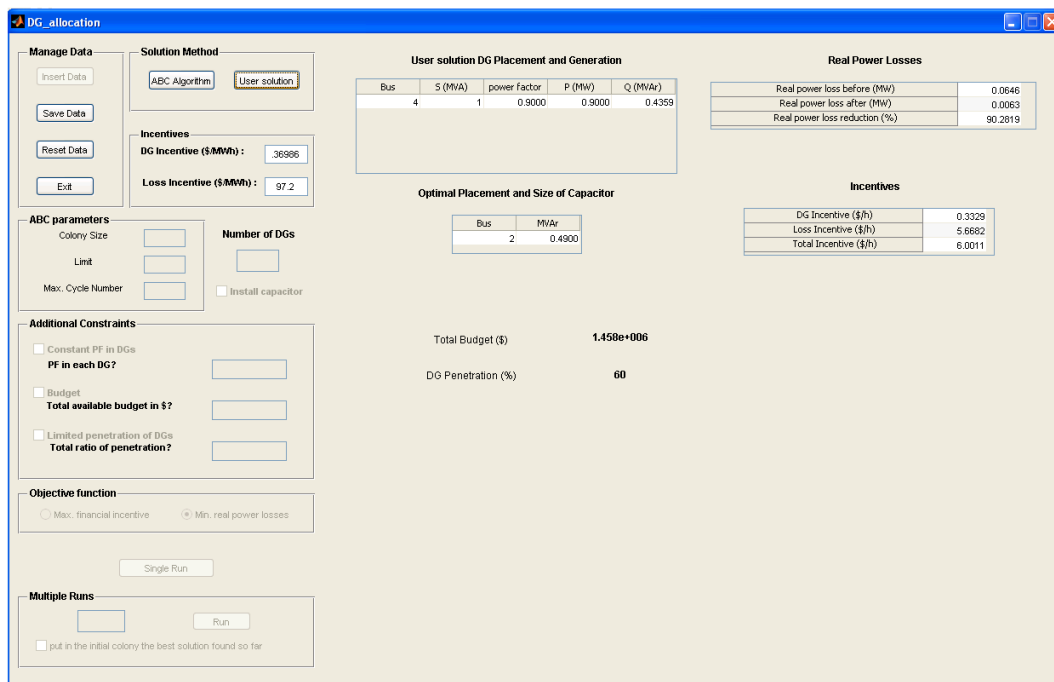 DG_allocation
Manage Data
Insert Data
Save Data
Reset Data
Exit
Solution Method
ABC Algorithm User solution
Incentives
DG Incentive ($/MWh) : .36986
Loss Incentive ($/MWh) : 97.2
ABC parameters
Colony Size
Limit
Max. Cycle Number
Number of DGs
Install capacitor
Additional Constraints
Constant PF in DGs
PF in each DG?
Budget
Total available budget in $?
Limited penetration of DGs
Total ratio of penetration?
Objective function
Max. financial incentive Min. real power losses
Single Run
Multiple Runs
Run
put in the initial colony the best solution found so far
User solution DG Placement and Generation
Bus S (MVA) power factor P (MW) Q (MVAr)
4 1 0.9000 0.9000 0.4359
Optimal Placement and Size of Capacitor
Bus MVAr
2 0.4900
Total Budget ($) 1.458e+006
DG Penetration (%) 60
Real Power Losses
Real power loss before (MW) 0.0646
Real power loss after (MW) 0.0063
Real power loss reduction (%) 90.2819
Incentives
DG Incentive ($/h) 0.3329
Loss Incentive ($/h) 5.6682
Total Incentive ($/h) 6.0011